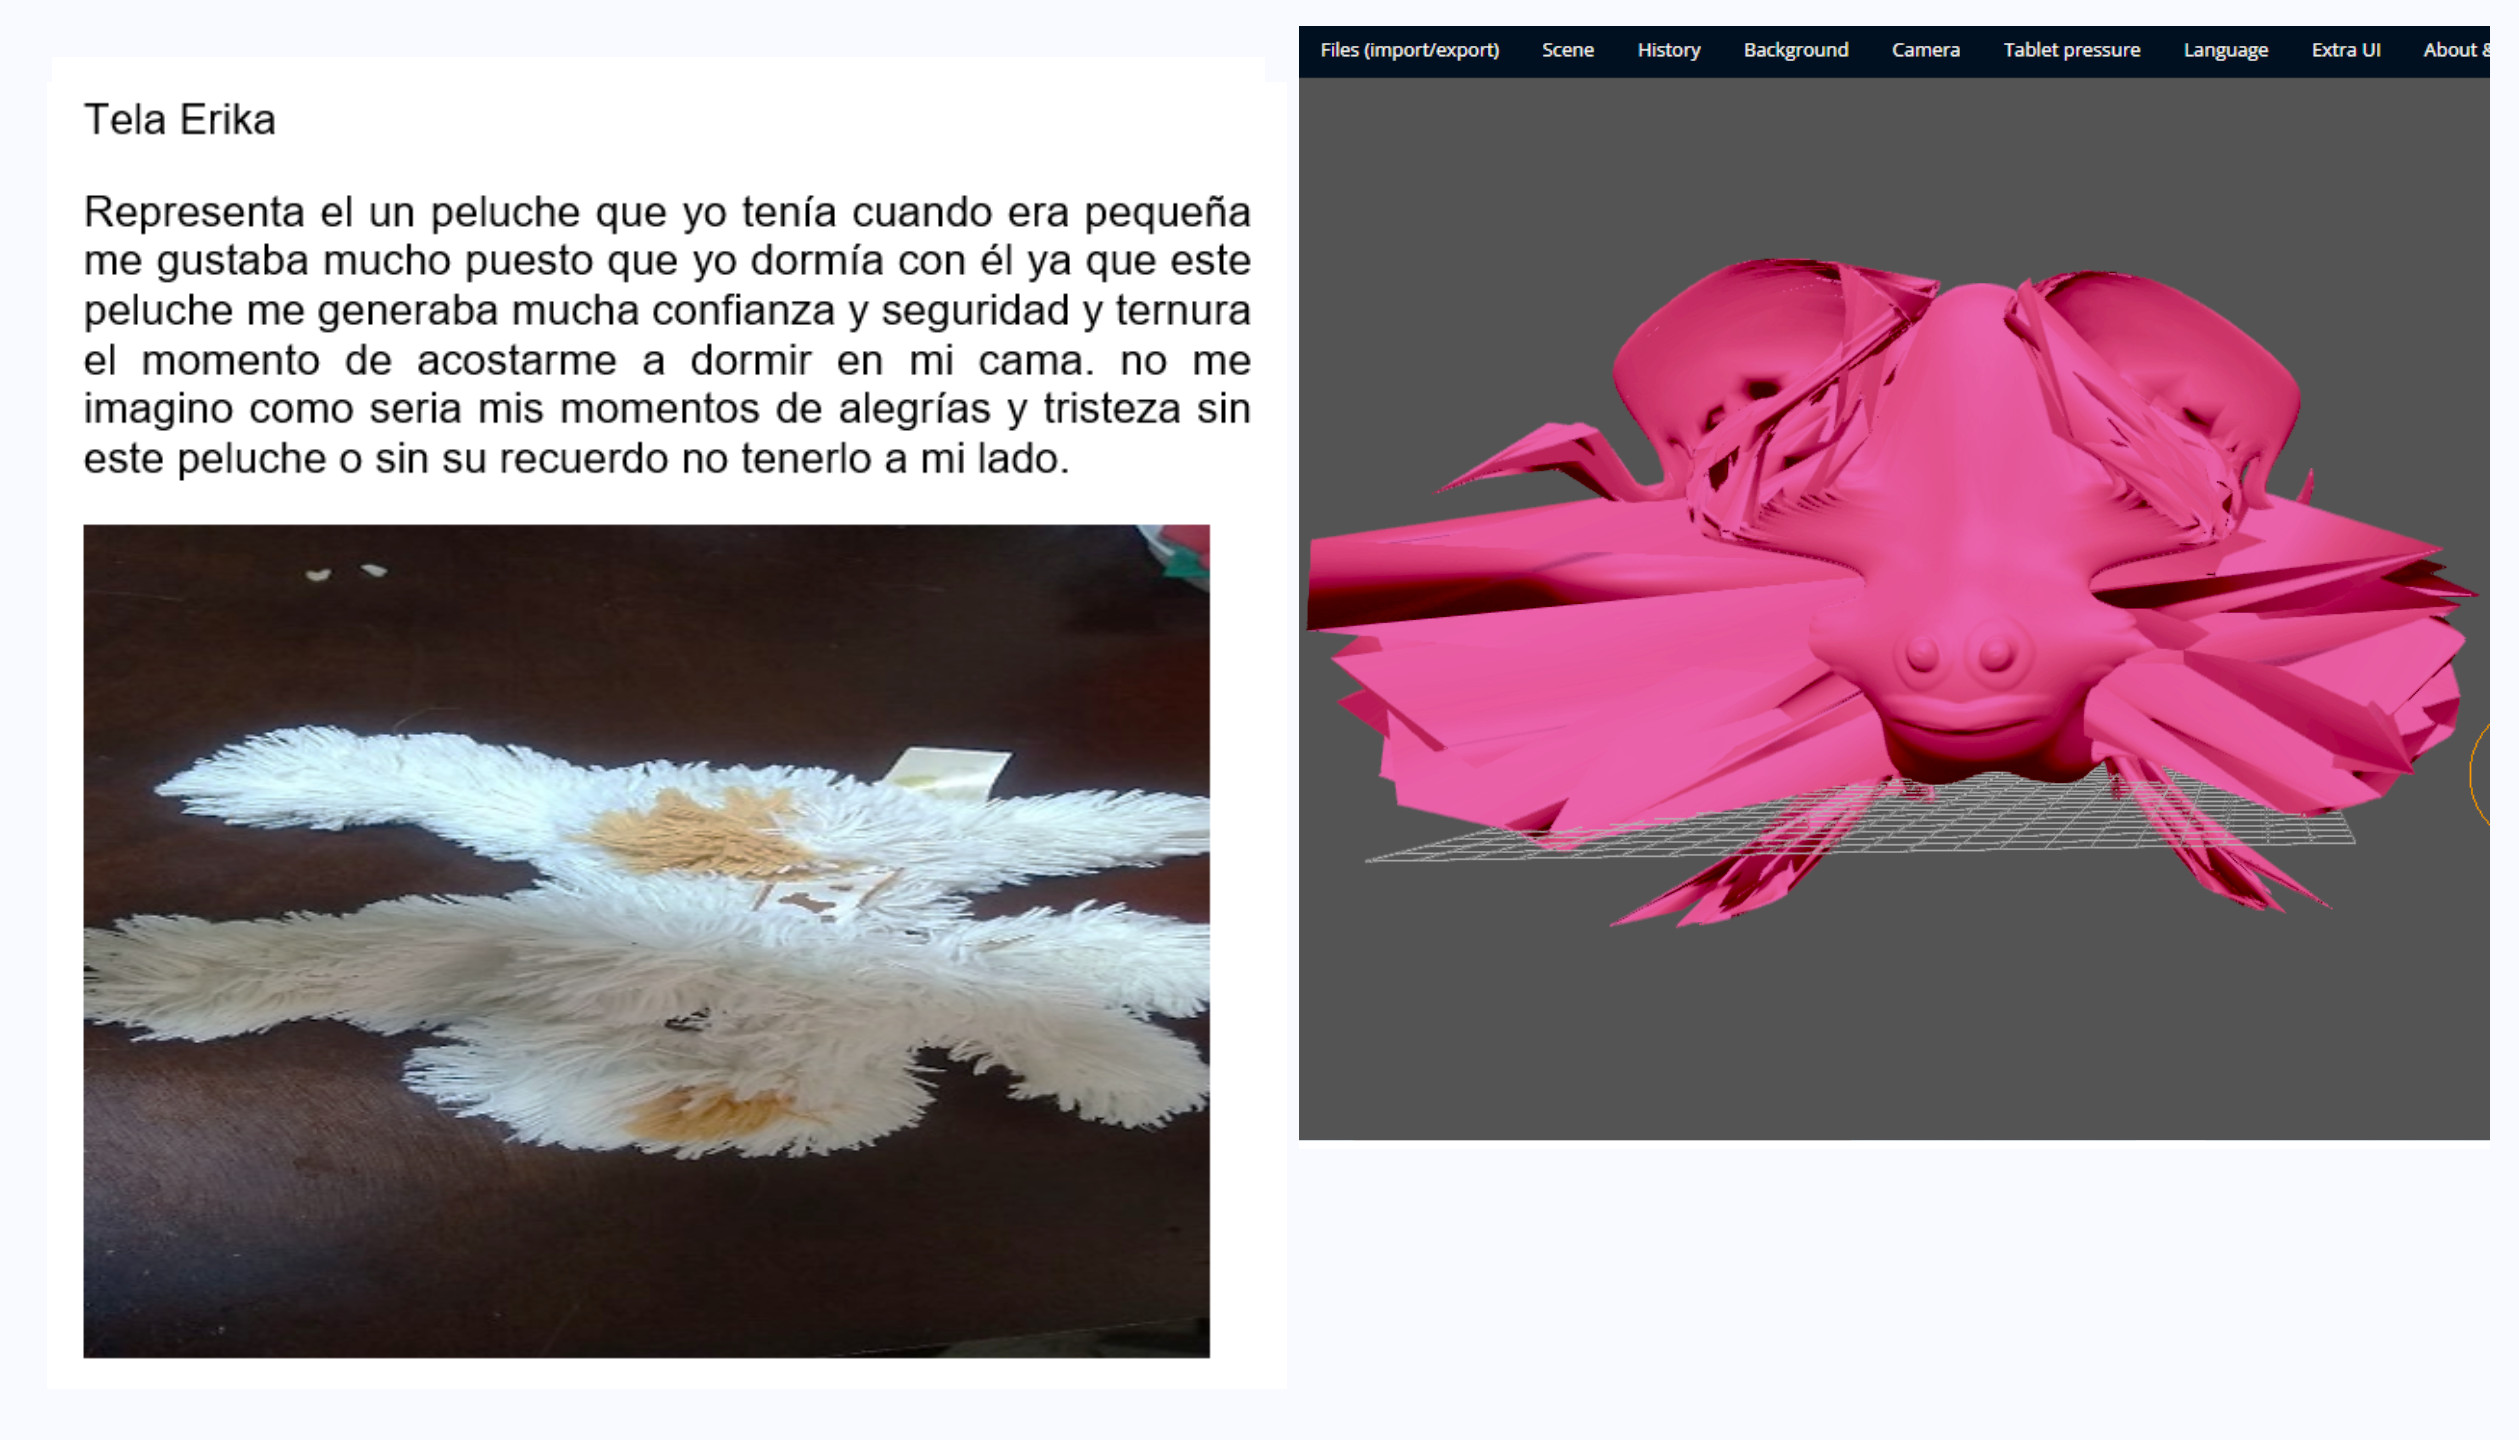 Tela Erika
Representa el un peluche que yo tenía cuando era pequeña
me gustaba mucho puesto que yo dormía con él ya que este
peluche me generaba mucha confianza y seguridad y ternura
el momento de acostarme a dormir en mi cama. no me
imagino como seria mis momentos de alegrías y tristeza sin
este peluche o sin su recuerdo no tenerlo a mi lado.
Files (import/export) Scene History Background Camera Tablet pressure Language Extra UI About &